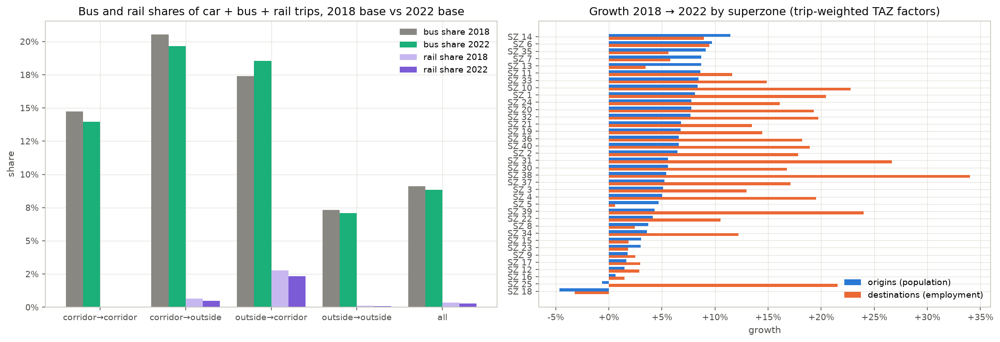 Bus and rail shares of car + bus + rail trips, 2018 base vs 2022 base
share
20%
18%
15%
12%
10%
8%
5%
2%
0%
bus share 2018
bus share 2022
rail share 2018
rail share 2022
corridor→corridor
corridor→outside
outside→corridor
outside→outside
all
Growth 2018 → 2022 by superzone (trip-weighted TAZ factors)
SZ 14
SZ 6
SZ 35
SZ 7
SZ 13
SZ 11
SZ 33
SZ 10
SZ 1
SZ 24
SZ 20
SZ 32
SZ 21
SZ 19
SZ 36
SZ 40
SZ 2
SZ 31
SZ 30
SZ 38
SZ 37
SZ 3
SZ 4
SZ 5
SZ 39
SZ 22
SZ 8
SZ 34
SZ 15
SZ 23
SZ 9
SZ 17
SZ 12
SZ 16
SZ 25
SZ 18
origins (population)
destinations (employment)
-5%
+0%
+5%
+10%
+15%
+20%
+25%
+30%
+35%
growth